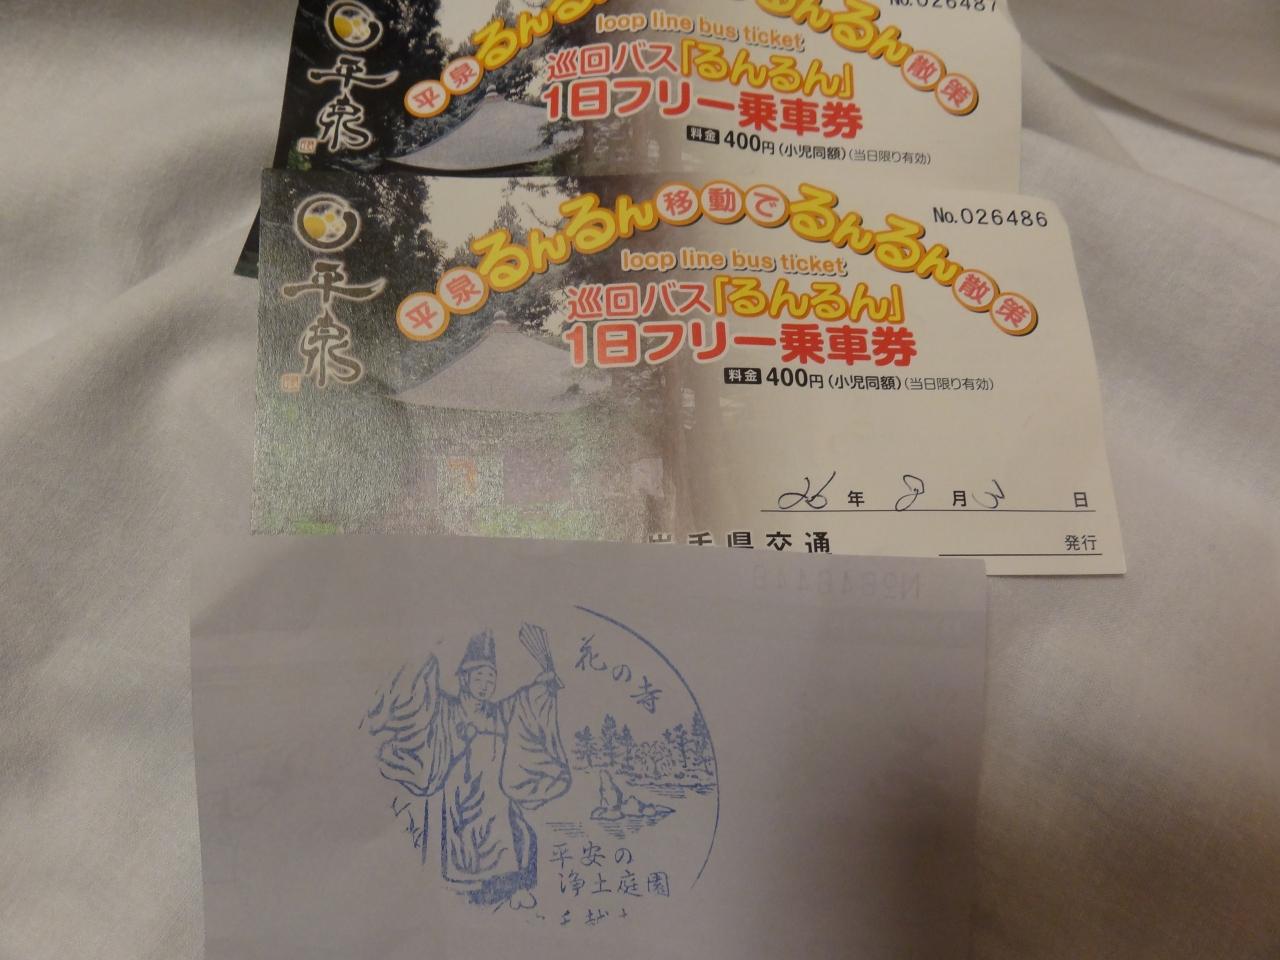 No.026487
平泉
平泉るんる
るんるん散策
loop line bus ticket
巡回バス「るんるん」
1日フリー乗車券
料金 400円(小児同額)(当日限り有効)
No.026486
平泉
平泉るんるん移動でるんるん散策
loop line bus ticket
巡回バス「るんるん」
1日フリー乗車券
料金 400円(小児同額)(当日限り有効)
26年 8月 3日
岩手県交通
発行
花の寺
平安の
浄土庭園